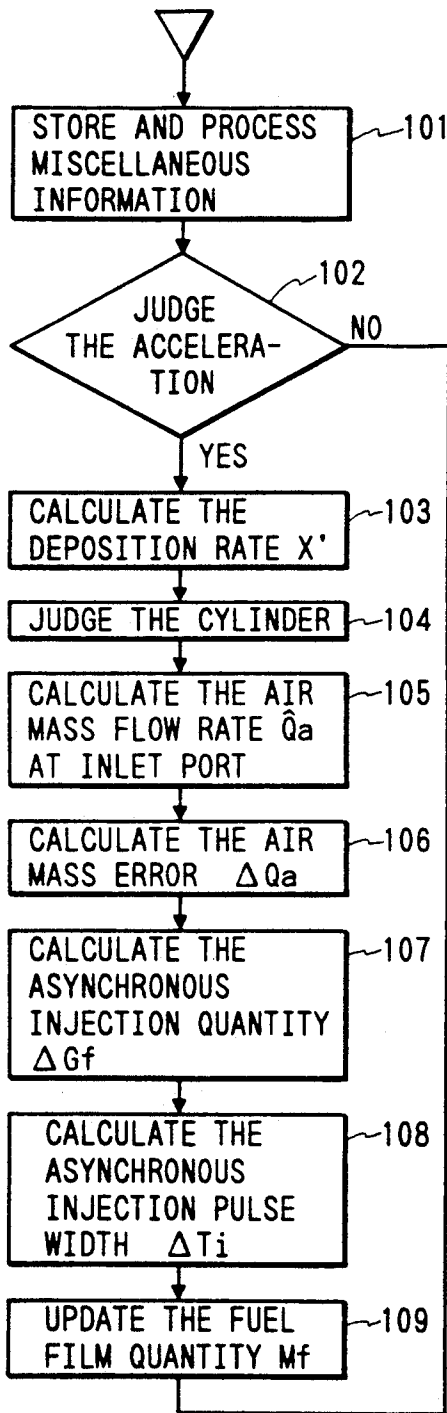 STORE AND PROCESS
MISCELLANEOUS
INFORMATION
101
102
JUDGE
THE ACCELERA-
TION
NO
YES
CALCULATE THE
DEPOSITION RATE X'
103
JUDGE THE CYLINDER
104
CALCULATE THE AIR
MASS FLOW RATE Q̂a
AT INLET PORT
105
CALCULATE THE AIR
MASS ERROR ΔQa
106
CALCULATE THE
ASYNCHRONOUS
INJECTION QUANTITY
ΔGf
107
CALCULATE THE
ASYNCHRONOUS
INJECTION PULSE
WIDTH ΔTi
108
UPDATE THE FUEL
FILM QUANTITY Mf
109